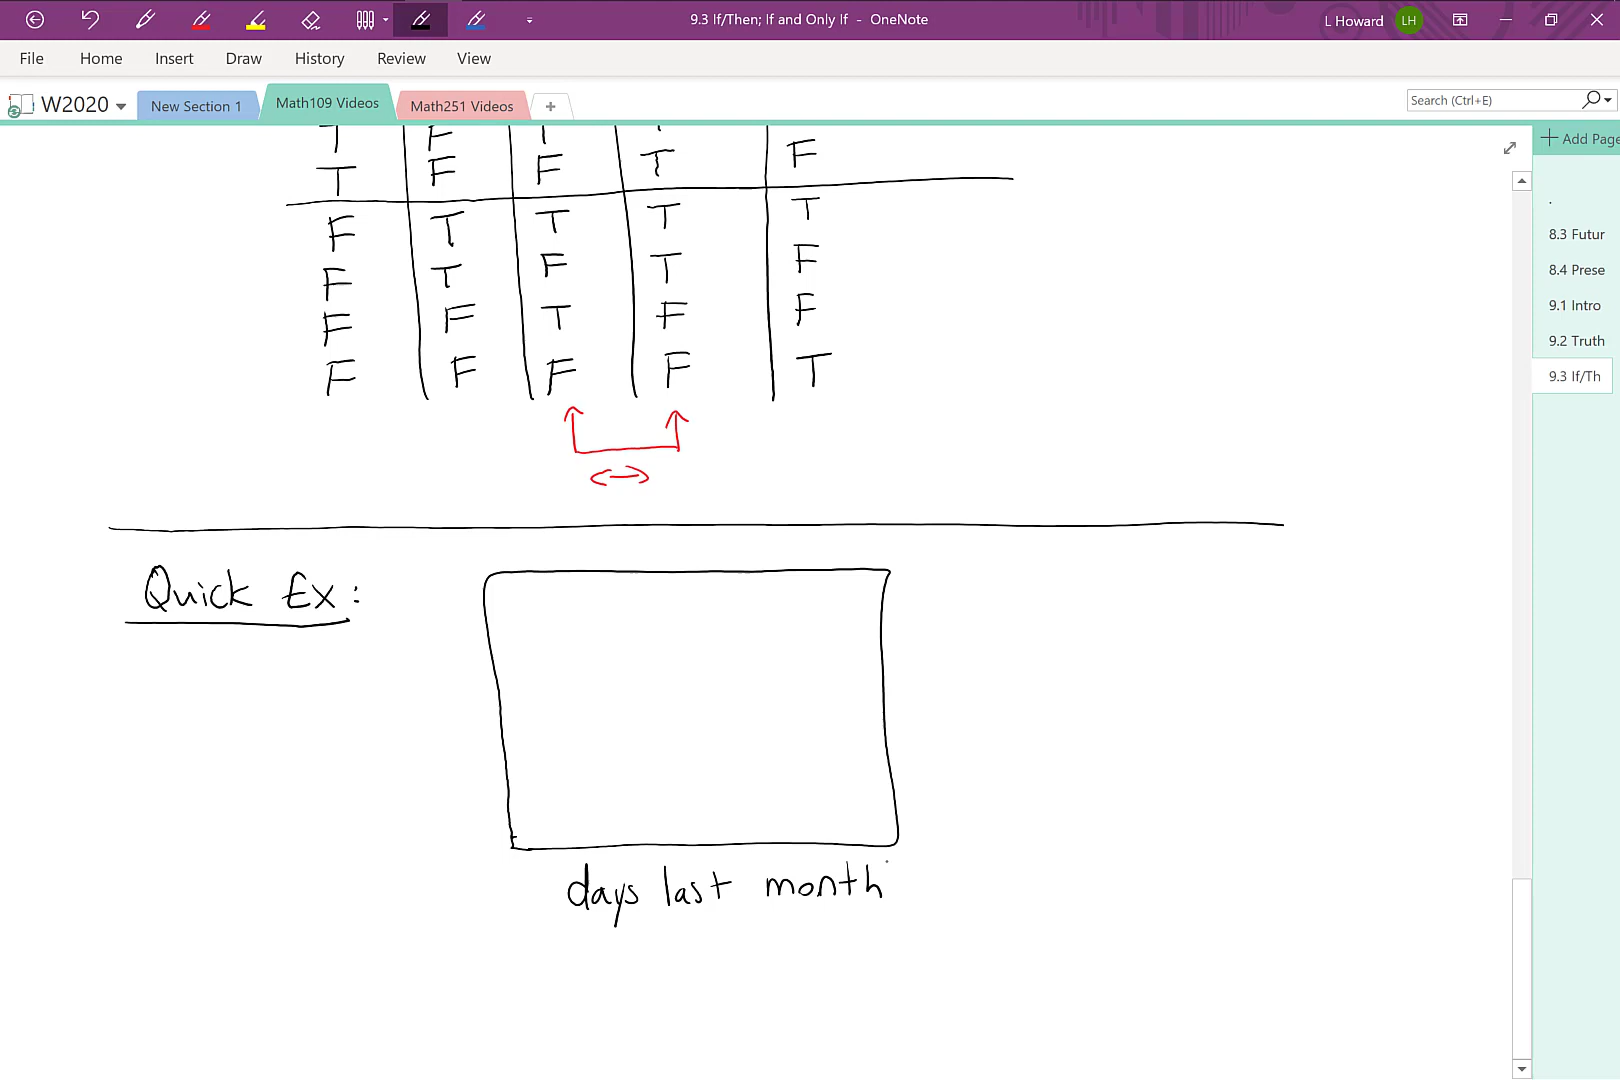 9.3 If/Then; If and Only If - OneNote
L Howard LH
File Home Insert Draw History Review View
W2020 New Section 1 Math109 Videos Math251 Videos
Search (Ctrl+E)
Add Page
.
8.3 Futur
8.4 Prese
9.1 Intro
9.2 Truth
9.3 If/Th
T F
T F F T F
F T T T T
F T F T F
F F T F F
F F F F T
<->
Quick Ex:
days last month